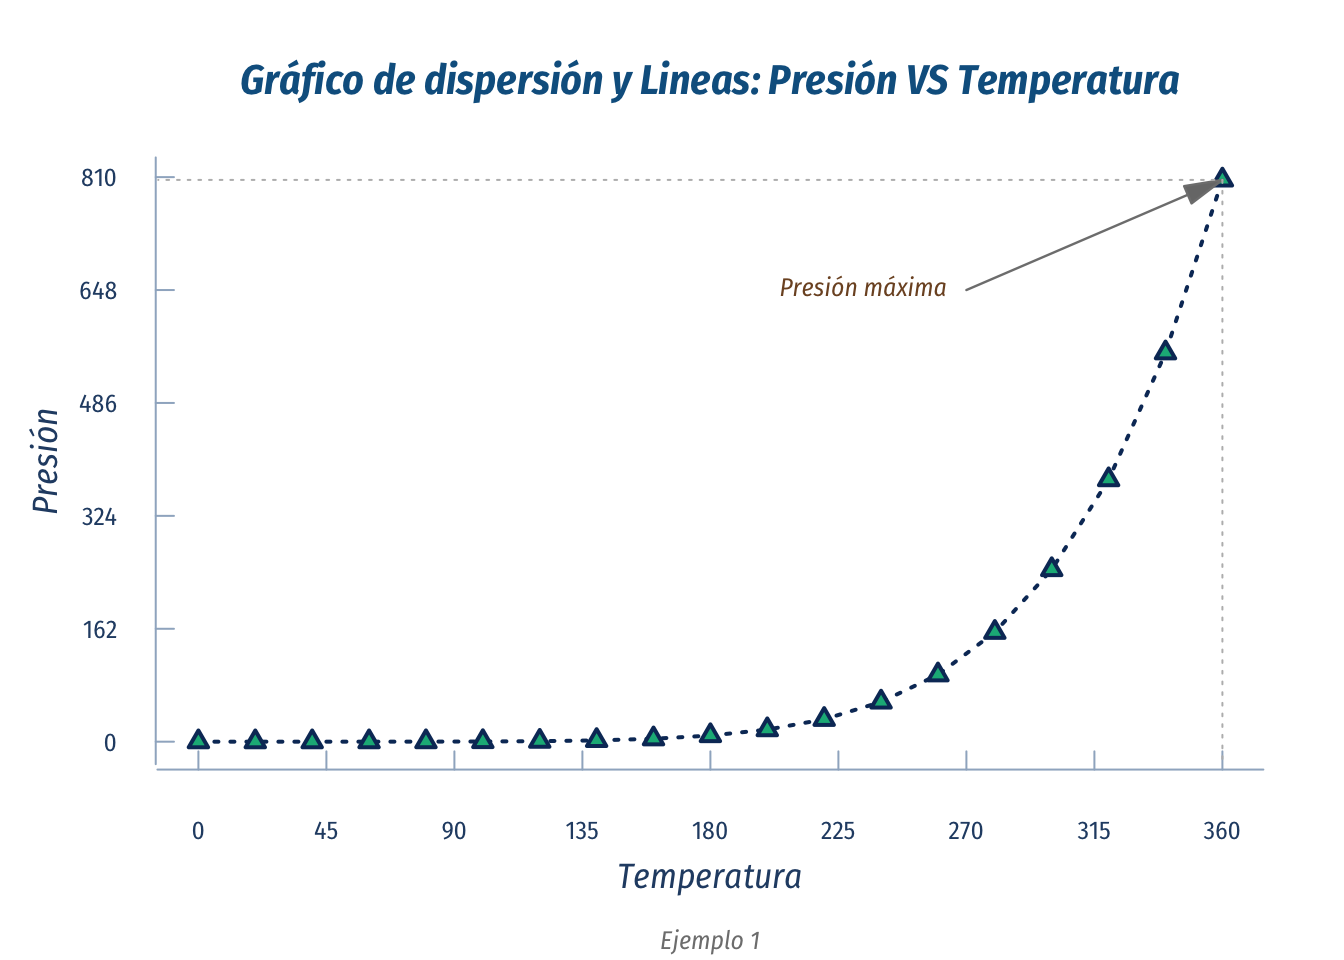 Gráfico de dispersión y Lineas: Presión VS Temperatura
810
648
486
324
162
0
Presión
Presión máxima
0 45 90 135 180 225 270 315 360
Temperatura
Ejemplo 1